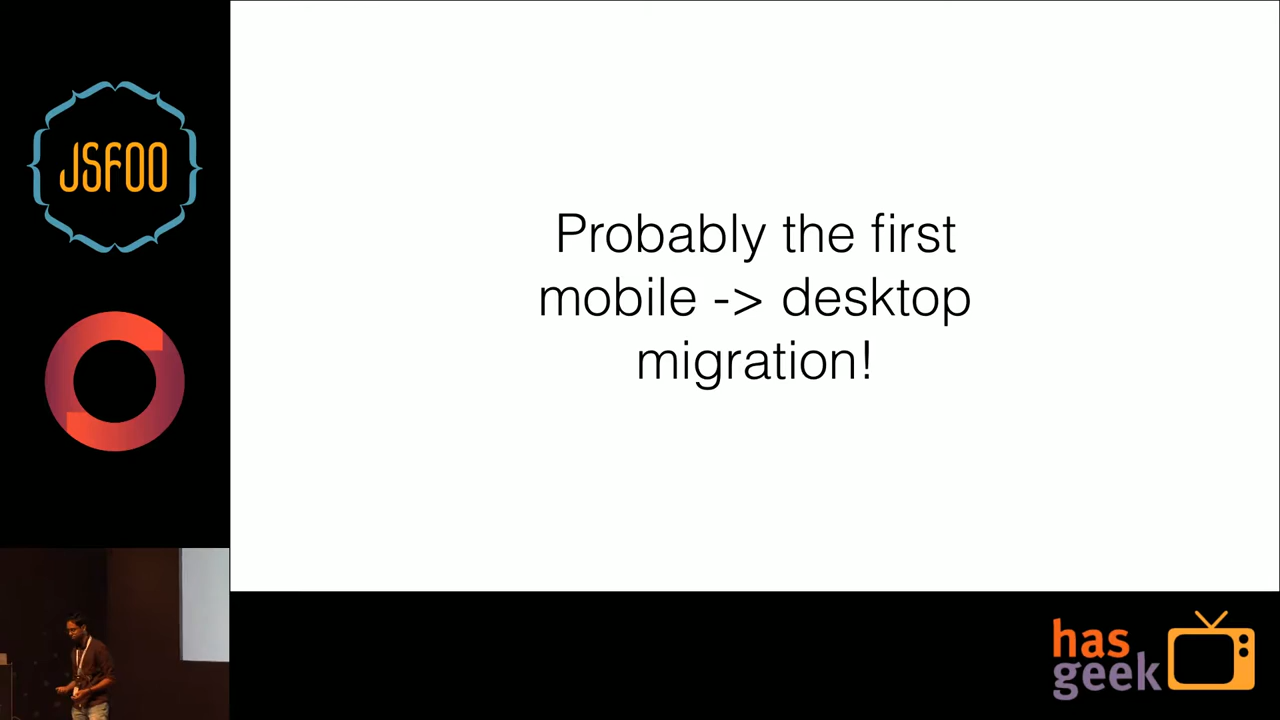 JSFOO
Probably the first
mobile -> desktop
migration!
has
geek